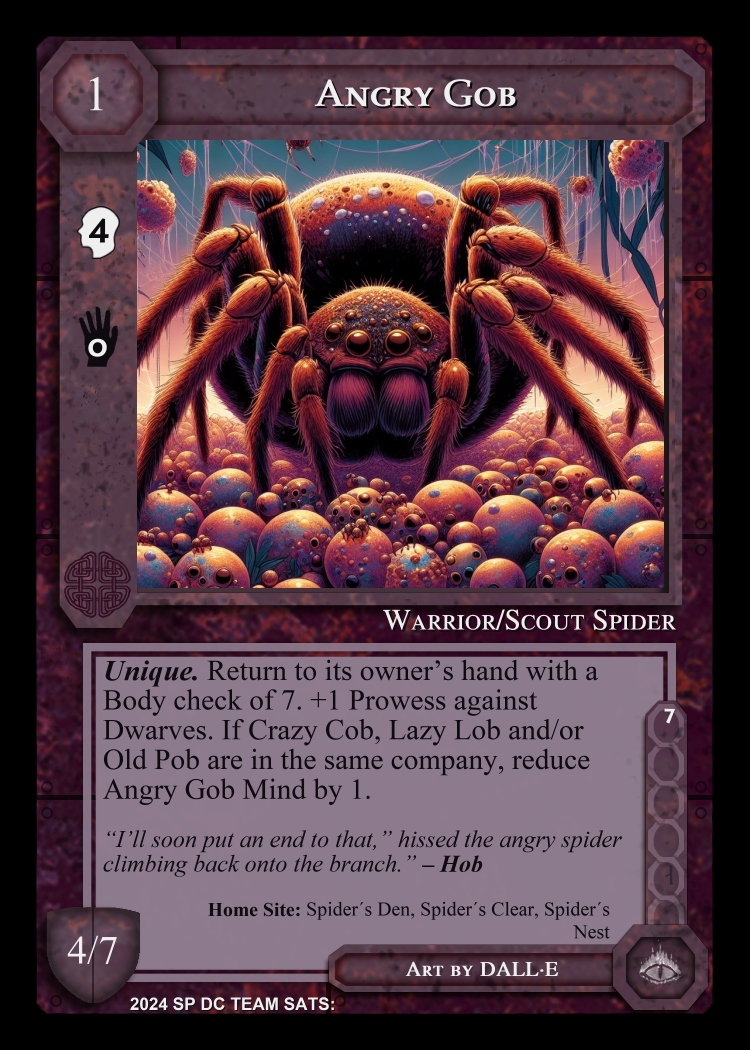 1
Angry Gob
4
0
Warrior/Scout Spider
Unique. Return to its owner’s hand with a
Body check of 7. +1 Prowess against
Dwarves. If Crazy Cob, Lazy Lob and/or
Old Pob are in the same company, reduce
Angry Gob Mind by 1.
7
“I’ll soon put an end to that,” hissed the angry spider
climbing back onto the branch.” – Hob
Home Site: Spider´s Den, Spider´s Clear, Spider´s
Nest
4/7
Art by DALL·E
2024 SP DC TEAM SATS: